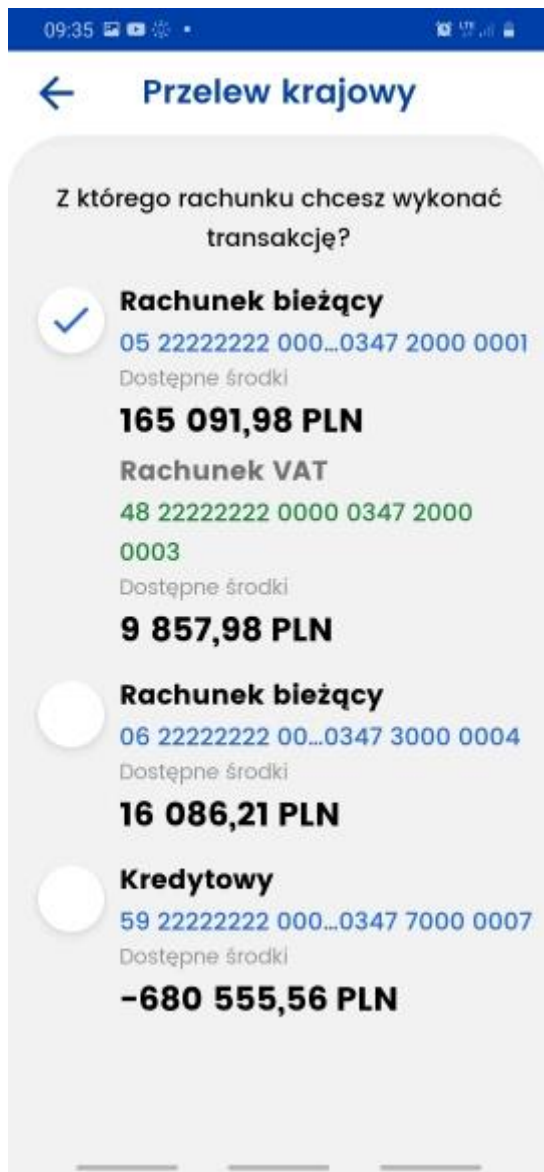 09:35
Przelew krajowy
Z którego rachunku chcesz wykonać
transakcję?
Rachunek bieżący
05 22222222 000...0347 2000 0001
Dostępne środki
165 091,98 PLN
Rachunek VAT
48 22222222 0000 0347 2000
0003
Dostępne środki
9 857,98 PLN
Rachunek bieżący
06 22222222 00...0347 3000 0004
Dostępne środki
16 086,21 PLN
Kredytowy
59 22222222 000...0347 7000 0007
Dostępne środki
-680 555,56 PLN